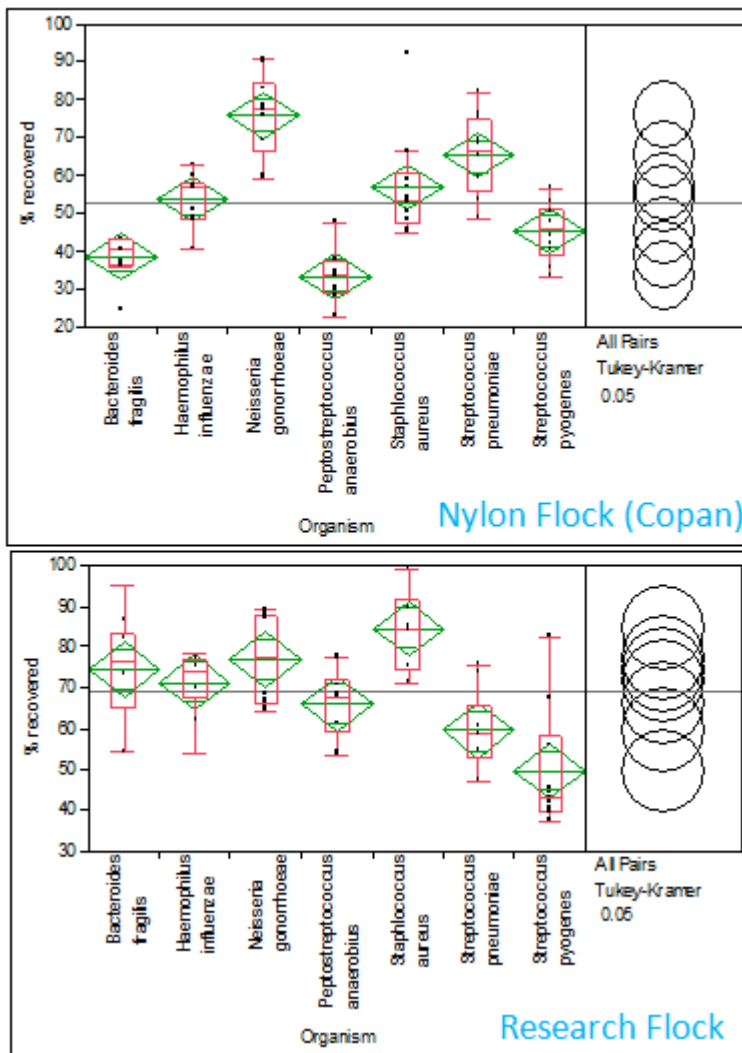 100
90
80
70
60
50
40
30
20
% recovered
Bacteroides
fragilis
Haemophilus
influenzae
Neisseria
gonorrhoeae
Peptostreptococcus
anaerobius
Staphlococcus
aureus
Streptococcus
pneumoniae
Streptococcus
pyogenes
All Pairs
Tukey-Kramer
0.05
Organism
Nylon Flock (Copan)
100
90
80
70
60
50
40
30
% recovered
Bacteroides
fragilis
Haemophilus
influenzae
Neisseria
gonorrhoeae
Peptostreptococcus
anaerobius
Staphlococcus
aureus
Streptococcus
pneumoniae
Streptococcus
pyogenes
All Pairs
Tukey-Kramer
0.05
Organism
Research Flock